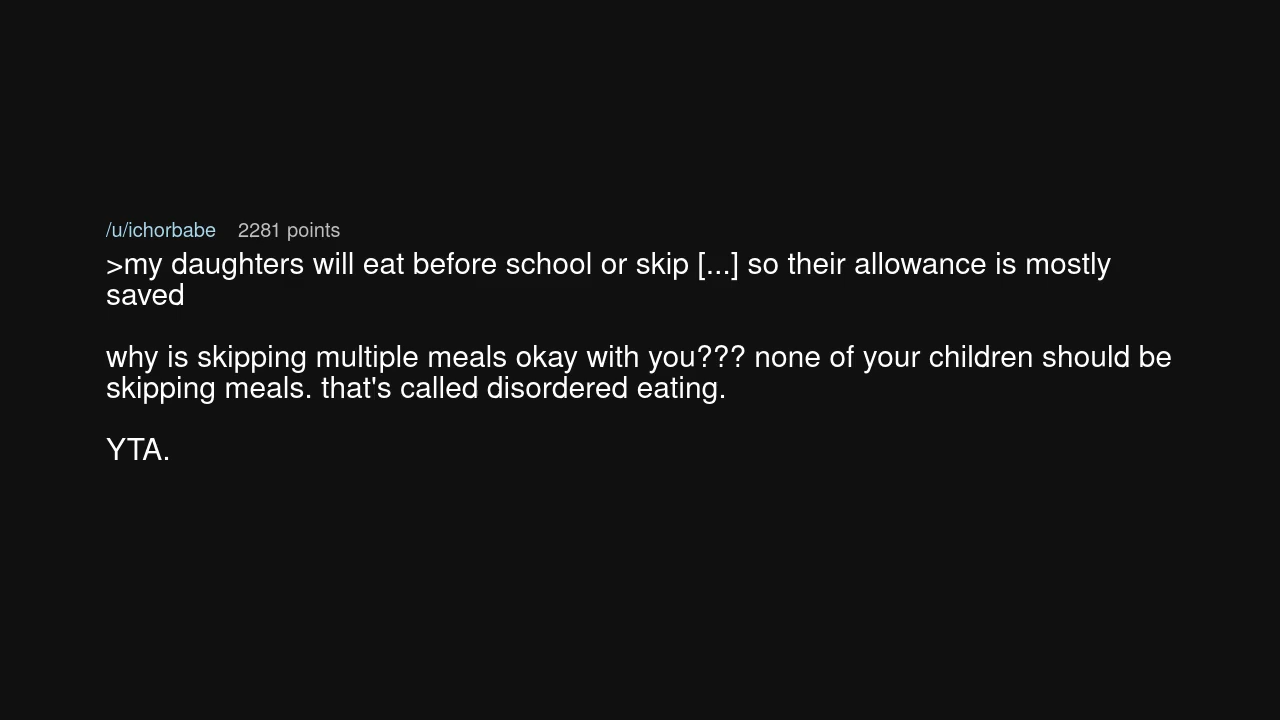 /u/ichorbabe 2281 points
>my daughters will eat before school or skip [...] so their allowance is mostly
saved
why is skipping multiple meals okay with you??? none of your children should be
skipping meals. that's called disordered eating.
YTA.